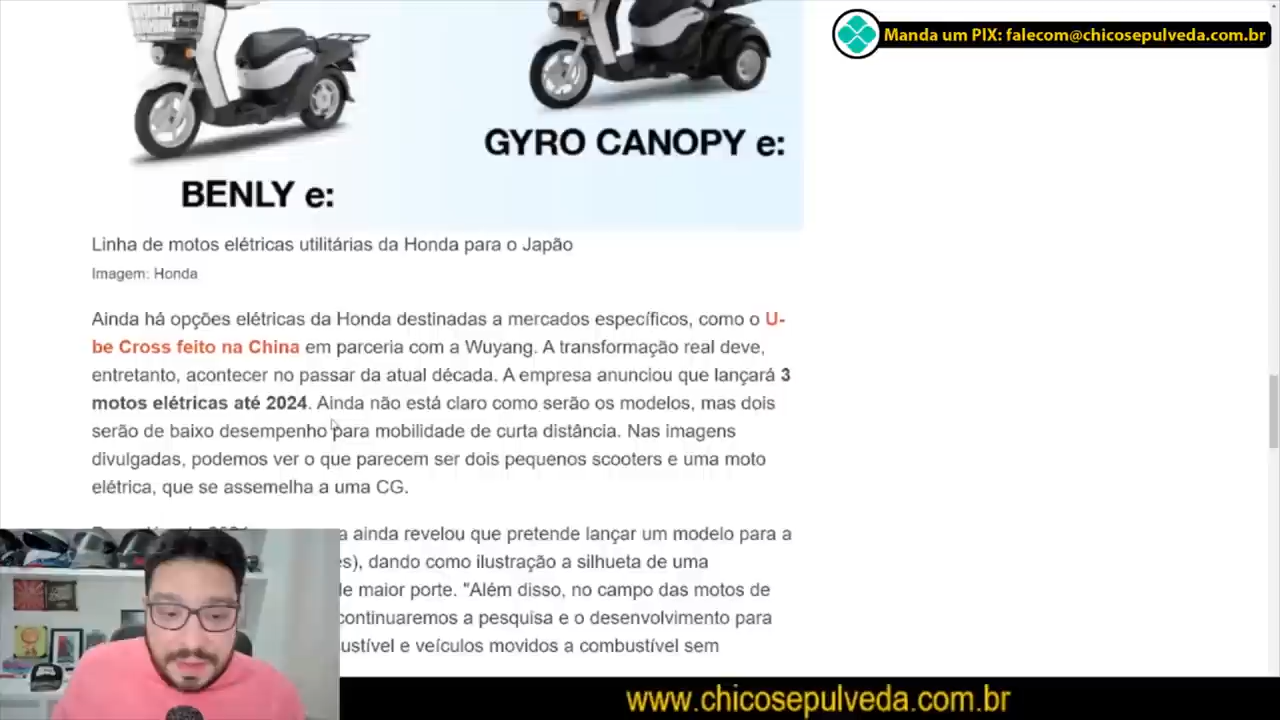 Manda um PIX: falecom@chicosepulveda.com.br
GYRO CANOPY e:
BENLY e:
Linha de motos elétricas utilitárias da Honda para o Japão
Imagem: Honda
Ainda há opções elétricas da Honda destinadas a mercados específicos, como o U-
be Cross feito na China em parceria com a Wuyang. A transformação real deve,
entretanto, acontecer no passar da atual década. A empresa anunciou que lançará 3
motos elétricas até 2024. Ainda não está claro como serão os modelos, mas dois
serão de baixo desempenho para mobilidade de curta distância. Nas imagens
divulgadas, podemos ver o que parecem ser dois pequenos scooters e uma moto
elétrica, que se assemelha a uma CG.
a ainda revelou que pretende lançar um modelo para a
es), dando como ilustração a silhueta de uma
de maior porte. "Além disso, no campo das motos de
continuaremos a pesquisa e o desenvolvimento para
ustível e veículos movidos a combustível sem
www.chicosepulveda.com.br